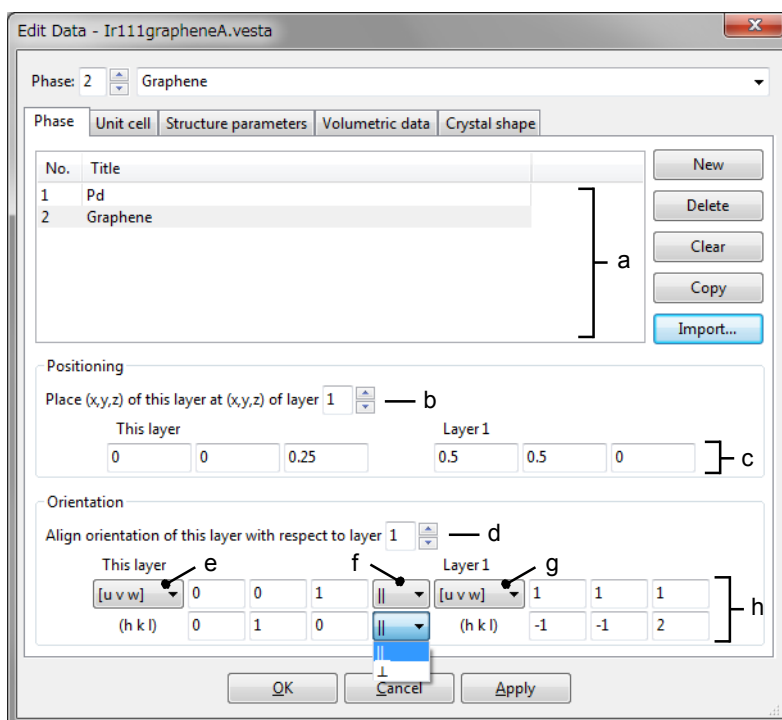 Edit Data - Ir111grapheneA.vesta
Phase: 2 Graphene
Phase Unit cell Structure parameters Volumetric data Crystal shape
No. Title
1 Pd
2 Graphene
a
New
Delete
Clear
Copy
Import...
Positioning
Place (x,y,z) of this layer at (x,y,z) of layer 1 b
This layer Layer 1
0 0 0.25 0.5 0.5 0 c
Orientation
Align orientation of this layer with respect to layer 1 d
This layer e f Layer 1 g
[u v w] 0 0 1 || [u v w] 1 1 1
(h k l) 0 1 0 || (h k l) -1 -1 2
h
||
⊥
OK Cancel Apply